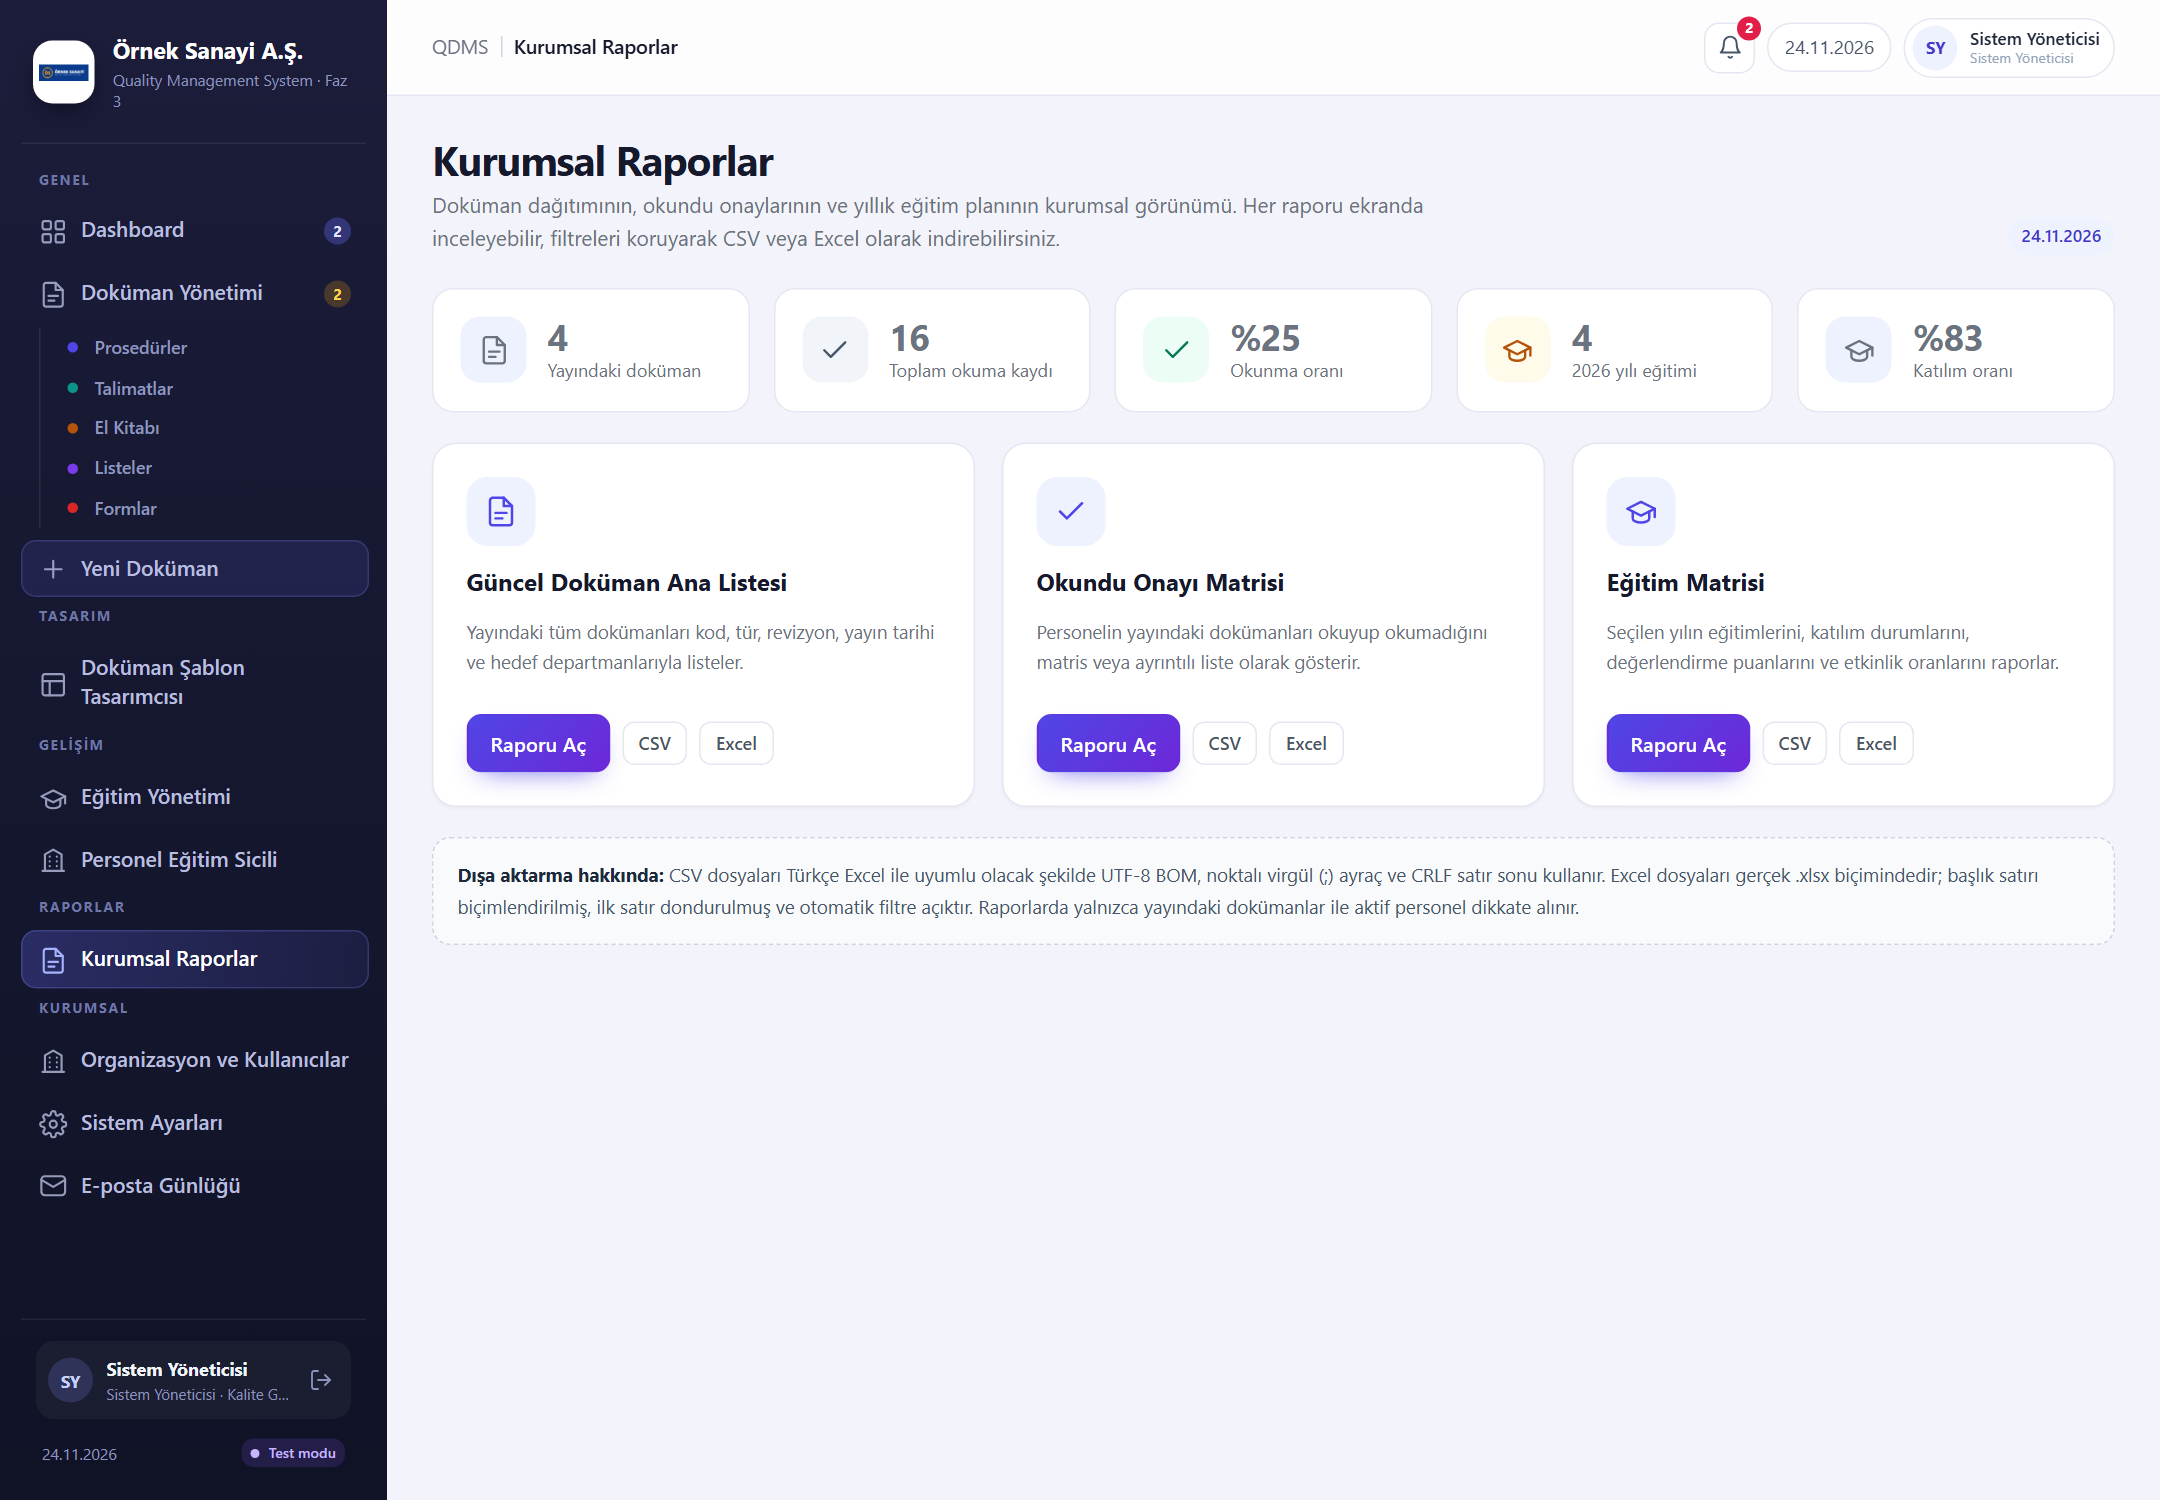 Örnek Sanayi A.Ş.
Quality Management System · Faz
3
GENEL
Dashboard
2
Doküman Yönetimi
2
Prosedürler
Talimatlar
El Kitabı
Listeler
Formlar
Yeni Doküman
TASARIM
Doküman Şablon
Tasarımcısı
GELİŞİM
Eğitim Yönetimi
Personel Eğitim Sicili
RAPORLAR
Kurumsal Raporlar
KURUMSAL
Organizasyon ve Kullanıcılar
Sistem Ayarları
E-posta Günlüğü
SY
Sistem Yöneticisi
Sistem Yöneticisi · Kalite G...
24.11.2026
Test modu
QDMS
Kurumsal Raporlar
2
24.11.2026
SY
Sistem Yöneticisi
Sistem Yöneticisi
Kurumsal Raporlar
Doküman dağıtımının, okundu onaylarının ve yıllık eğitim planının kurumsal görünümü. Her raporu ekranda
inceleyebilir, filtreleri koruyarak CSV veya Excel olarak indirebilirsiniz.
24.11.2026
4
Yayındaki doküman
16
Toplam okuma kaydı
%25
Okunma oranı
4
2026 yılı eğitimi
%83
Katılım oranı
Güncel Doküman Ana Listesi
Yayındaki tüm dokümanları kod, tür, revizyon, yayın tarihi
ve hedef departmanlarıyla listeler.
Raporu Aç
CSV
Excel
Okundu Onayı Matrisi
Personelin yayındaki dokümanları okuyup okumadığını
matris veya ayrıntılı liste olarak gösterir.
Raporu Aç
CSV
Excel
Eğitim Matrisi
Seçilen yılın eğitimlerini, katılım durumlarını,
değerlendirme puanlarını ve etkinlik oranlarını raporlar.
Raporu Aç
CSV
Excel
Dışa aktarma hakkında: CSV dosyaları Türkçe Excel ile uyumlu olacak şekilde UTF-8 BOM, noktalı virgül (;) ayraç ve CRLF satır sonu kullanır. Excel dosyaları gerçek .xlsx biçimindedir; başlık satırı
biçimlendirilmiş, ilk satır dondurulmuş ve otomatik filtre açıktır. Raporlarda yalnızca yayındaki dokümanlar ile aktif personel dikkate alınır.